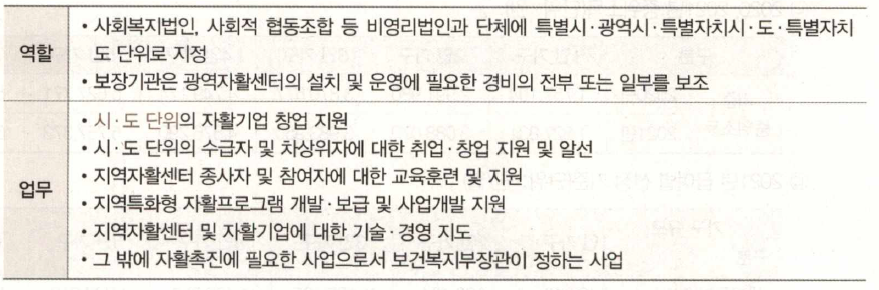 역할
• 사회복지법인, 사회적 협동조합 등 비영리법인과 단체에 특별시·광역시·특별자치시·도·특별자치
도 단위로 지정
• 보장기관은 광역자활센터의 설치 및 운영에 필요한 경비의 전부 또는 일부를 보조
업무
• 시·도 단위의 자활기업 창업 지원
• 시·도 단위의 수급자 및 차상위자에 대한 취업·창업 지원 및 알선
• 지역자활센터 종사자 및 참여자에 대한 교육훈련 및 지원
• 지역특화형 자활프로그램 개발·보급 및 사업개발 지원
• 지역자활센터 및 자활기업에 대한 기술·경영 지도
• 그 밖에 자활촉진에 필요한 사업으로서 보건복지부장관이 정하는 사업